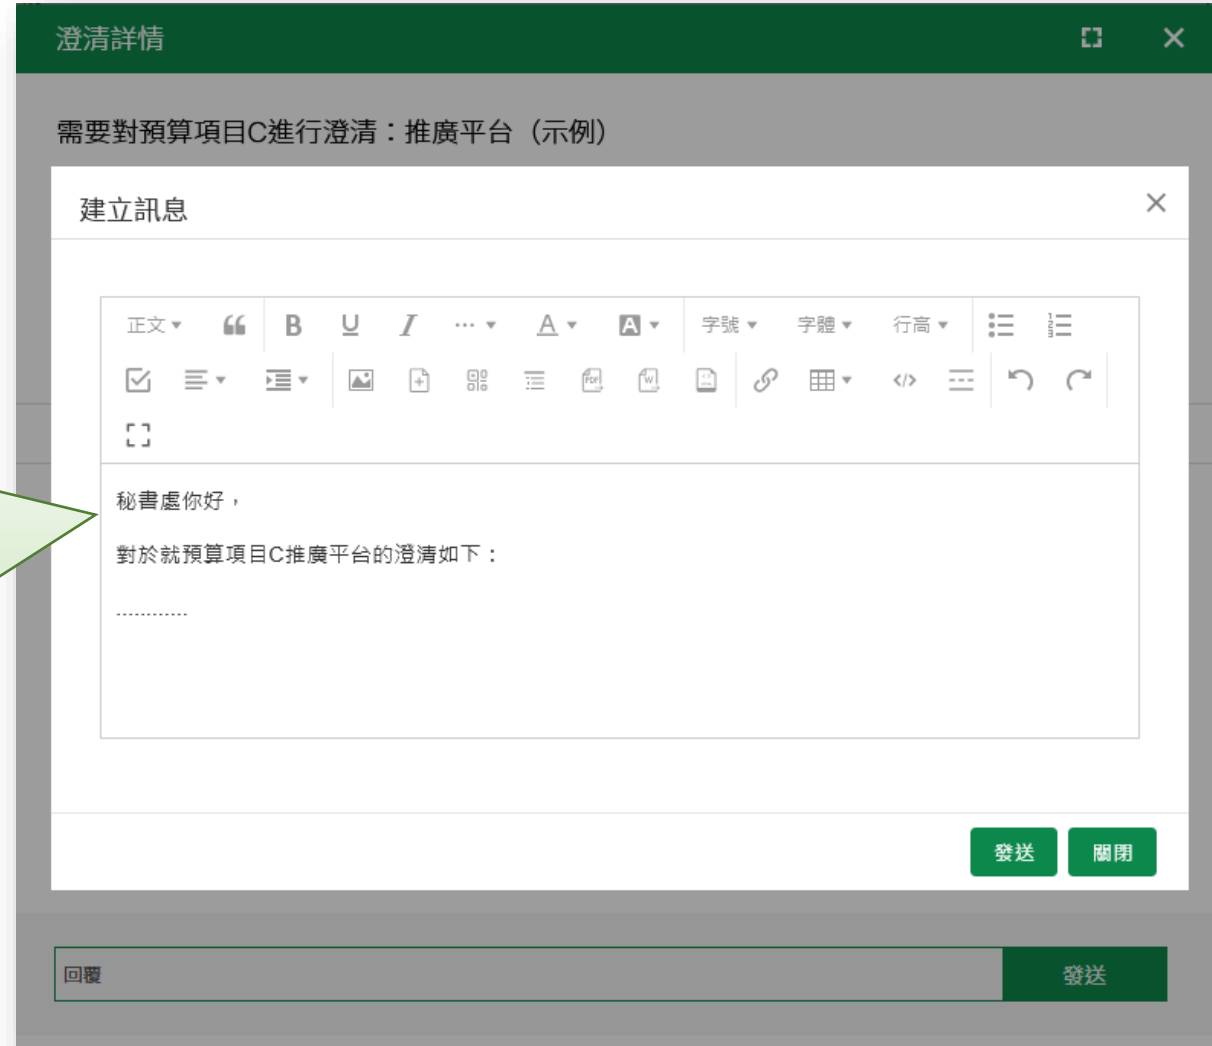 澄清詳情
需要對預算項目C進行澄清：推廣平台（示例）
建立訊息
正文 B U I ... A A 字號 字體 行高
秘書處你好，
對於就預算項目C推廣平台的澄清如下：
............
發送 關閉
回覆 發送